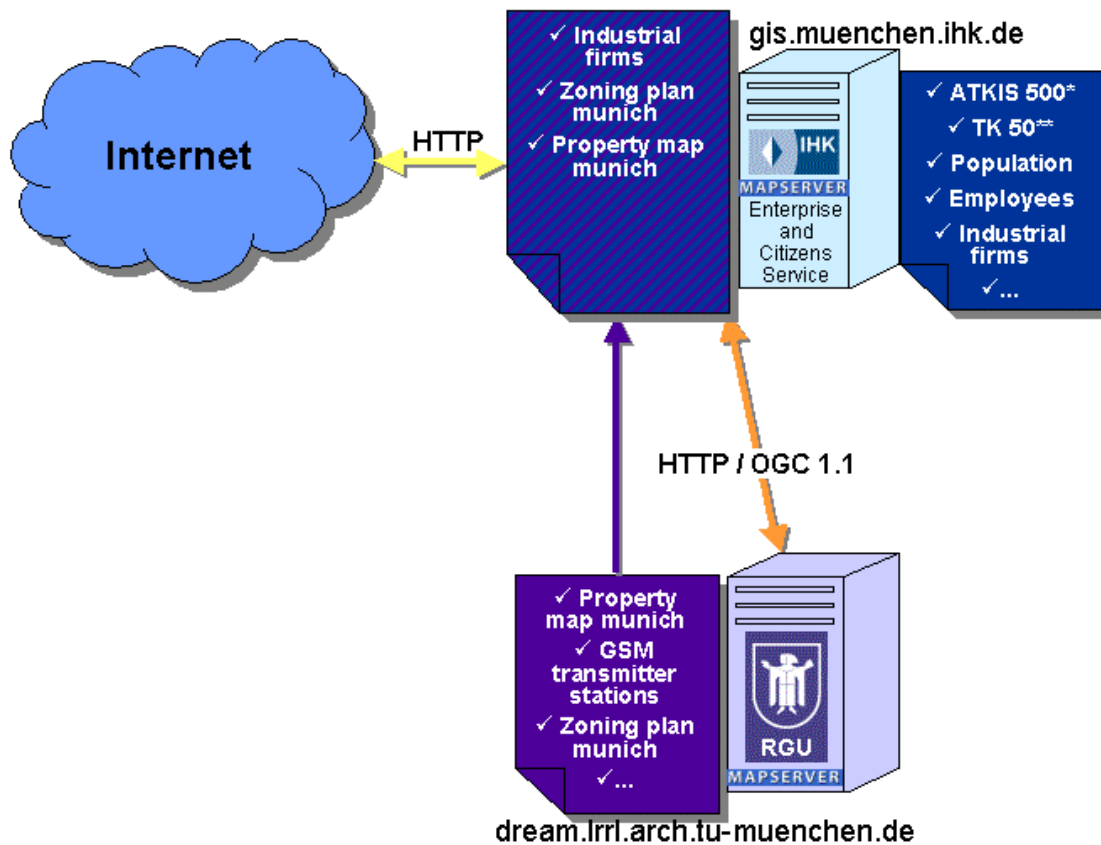 gis.muenchen.ihk.de
Internet
HTTP
✓ Industrial
firms
✓ Zoning plan
munich
✓ Property map
munich
IHK
MAPSERVER
Enterprise
and
Citizens
Service
✓ ATKIS 500*
✓ TK 50**
✓ Population
✓ Employees
✓ Industrial
firms
✓...
HTTP / OGC 1.1
✓ Property
map munich
✓ GSM
transmitter
stations
✓ Zoning plan
munich
✓...
RGU
MAPSERVER
dream.lrrl.arch.tu-muenchen.de